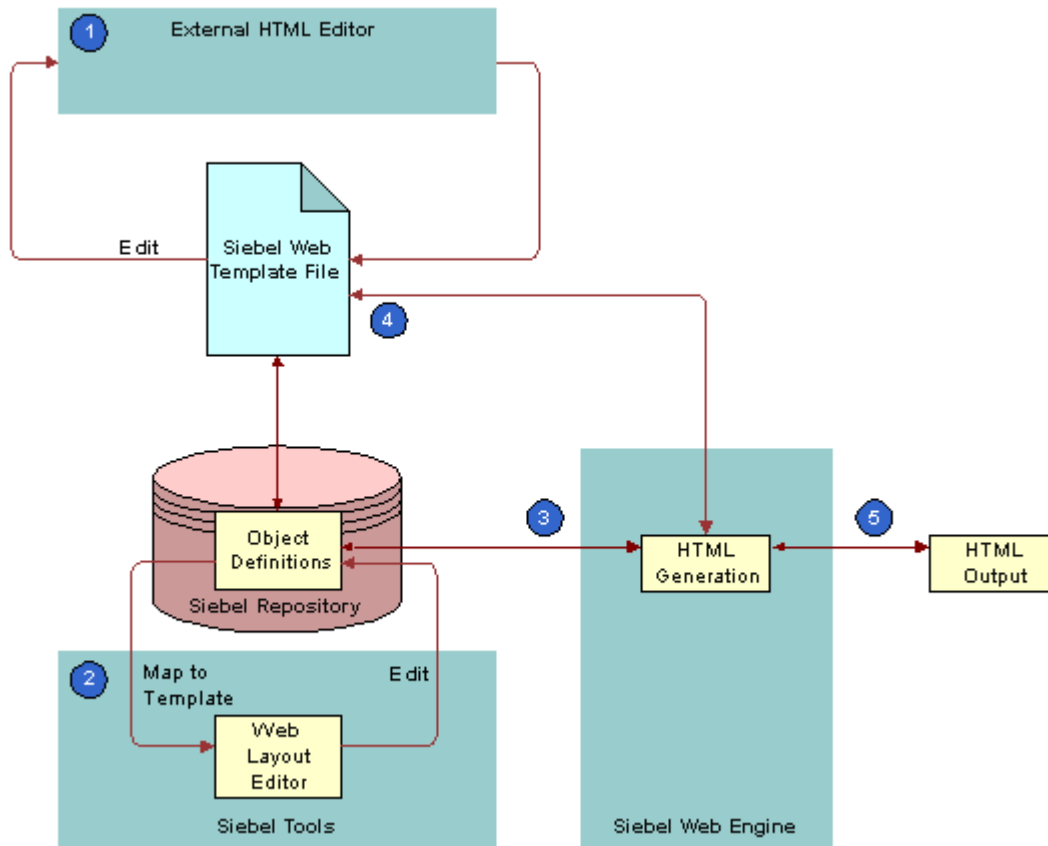 1
External HTML Editor
Edit
Siebel Web
Template File
4
Object
Definitions
Siebel Repository
3
HTML
Generation
5
HTML
Output
2
Map to
Template
Edit
Web
Layout
Editor
Siebel Tools
Siebel Web Engine